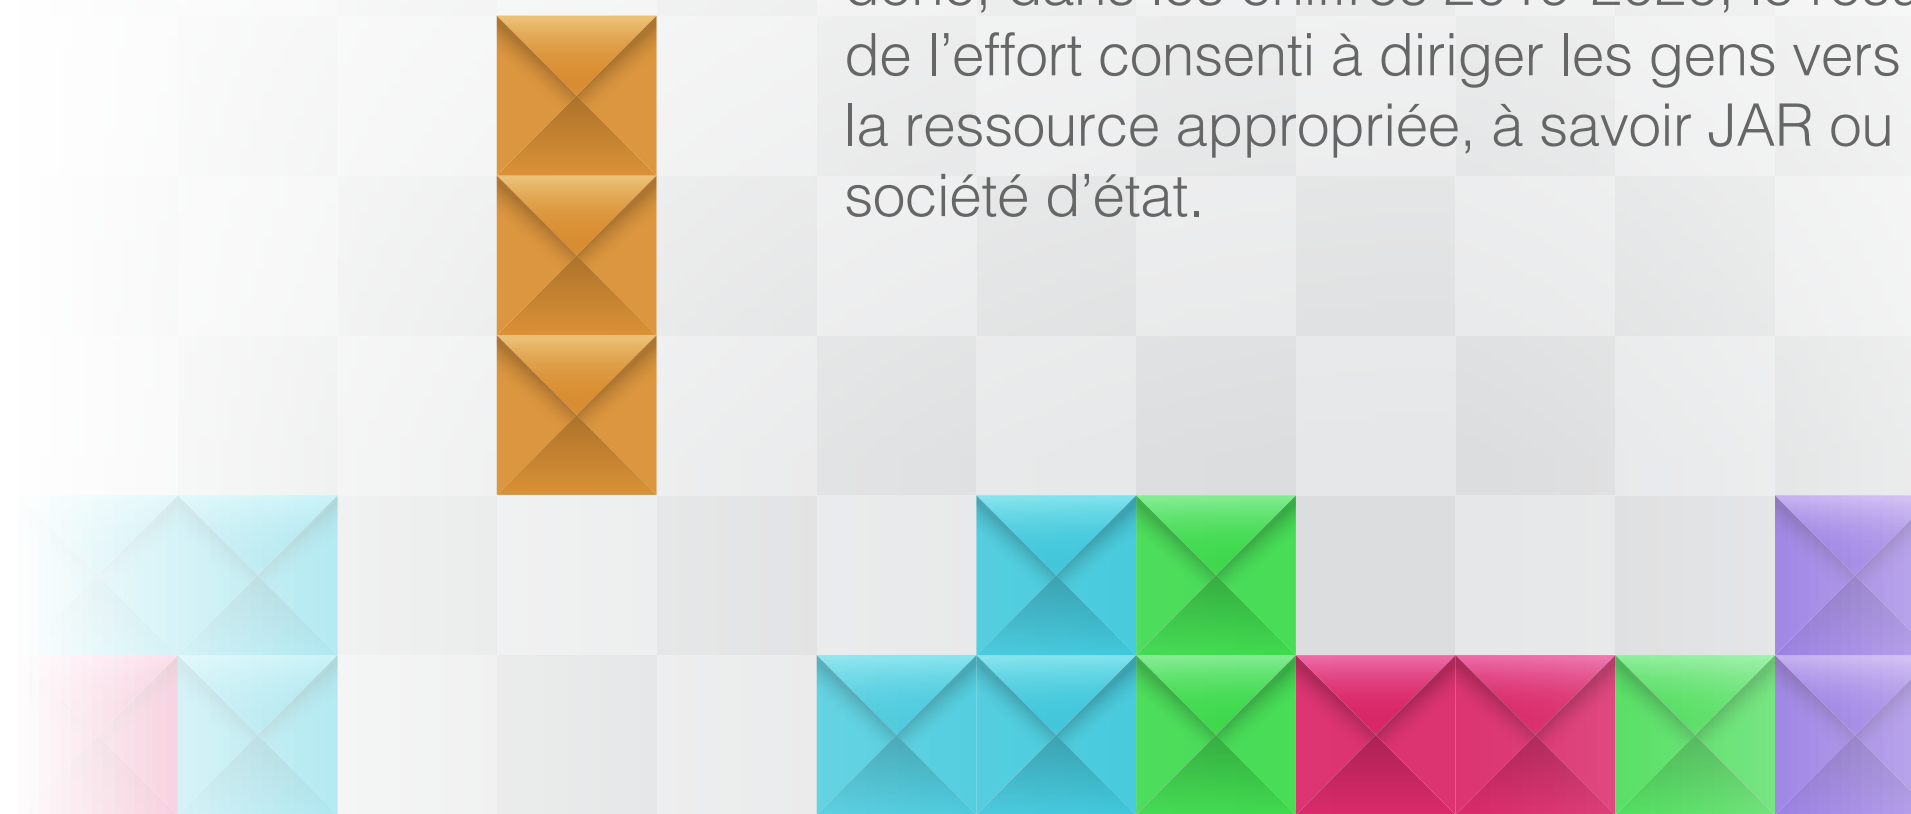 de l’effort consenti à diriger les gens vers
la ressource appropriée, à savoir JAR ou
société d’état.